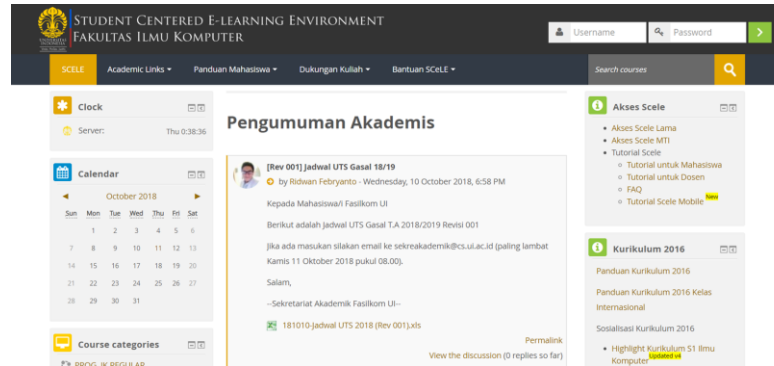 STUDENT CENTERED E-LEARNING ENVIRONMENT
FAKULTAS ILMU KOMPUTER
Username
Password
SCELE
Academic Links
Panduan Mahasiswa
Dukungan Kuliah
Bantuan SCeLE
Search courses
Clock
Server:
Thu 0:38:36
Calendar
October 2018
Sun Mon Tue Wed Thu Fri Sat
1 2 3 4 5 6
7 8 9 10 11 12 13
14 15 16 17 18 19 20
21 22 23 24 25 26 27
28 29 30 31
Course categories
PROG. IK REGULAR
Pengumuman Akademis
[Rev 001] Jadwal UTS Gasal 18/19
by Ridwan Febryanto - Wednesday, 10 October 2018, 6:58 PM
Kepada Mahasiswa/i Fasilkom UI
Berikut adalah Jadwal UTS Gasal T.A 2018/2019 Revisi 001
Jika ada masukan silakan email ke sekreakademik@cs.ui.ac.id (paling lambat
Kamis 11 Oktober 2018 pukul 08.00).
Salam,
--Sekretariat Akademik Fasilkom UI--
181010-Jadwal UTS 2018 (Rev 001).xls
Permalink
View the discussion (0 replies so far)
Akses Scele
Akses Scele Lama
Akses Scele MTI
Tutorial Scele
Tutorial untuk Mahasiswa
Tutorial untuk Dosen
FAQ
Tutorial Scele Mobile New
Kurikulum 2016
Panduan Kurikulum 2016
Panduan Kurikulum 2016 Kelas
Internasional
Sosialisasi Kurikulum 2016
Highlight Kurikulum S1 Ilmu
Komputer Updated v4